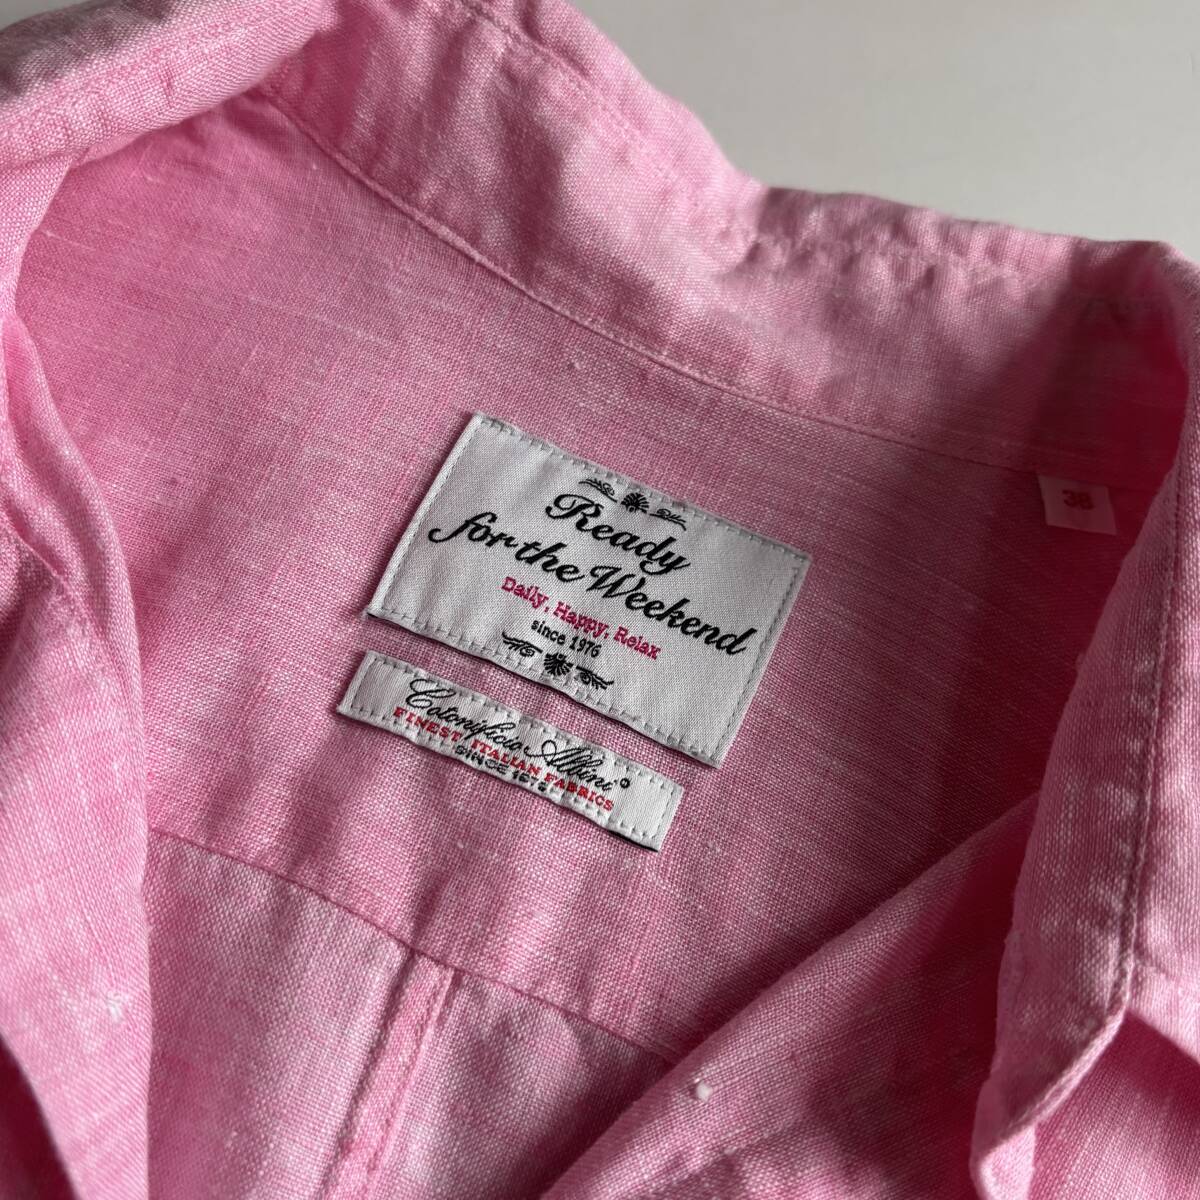 Ready
for the Weekend
Daily, Happy, Relax
since 1976
Cotonificio Albini
FINEST ITALIAN FABRICS
SINCE 1876
38